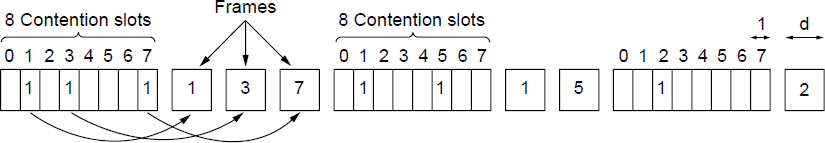 Frames
8 Contention slots 8 Contention slots 1 d
0 1 2 3 4 5 6 7 0 1 2 3 4 5 6 7 0 1 2 3 4 5 6 7
1 1 1 1 3 7 1 1 1 5 1 2